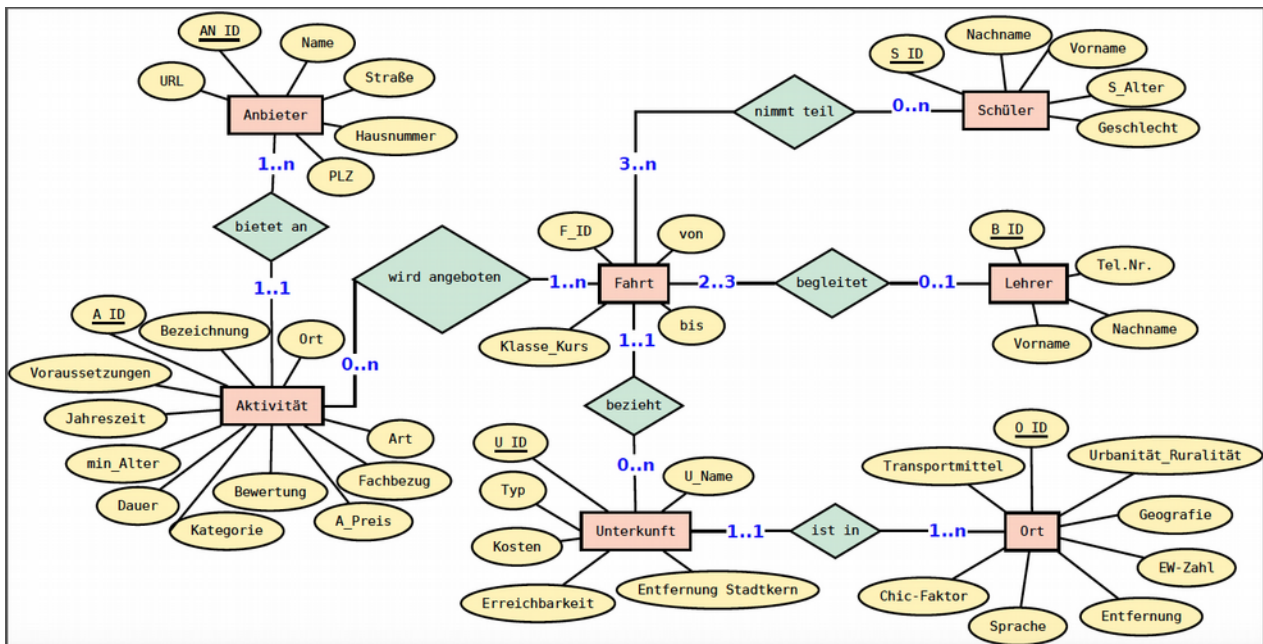 AN_ID
Name
URL
Straße
Anbieter
Hausnummer
PLZ
1..n
bietet an
1..1
S_ID
Nachname
Vorname
S_Alter
Geschlecht
Schüler
0..n
nimmt teil
3..n
wird angeboten
0..n
1..n
F_ID
von
Fahrt
Klasse_Kurs
bis
2..3
begleitet
0..1
B_ID
Tel.Nr.
Lehrer
Vorname
Nachname
A_ID
Bezeichnung
Ort
Voraussetzungen
Aktivität
Jahreszeit
Art
min_Alter
Fachbezug
Dauer
Bewertung
A_Preis
Kategorie
1..1
bezieht
0..n
U_ID
U_Name
Typ
Unterkunft
Kosten
Erreichbarkeit
Entfernung Stadtkern
1..1
ist in
1..n
O_ID
Transportmittel
Urbanität_Ruralität
Geografie
Ort
EW-Zahl
Chic-Faktor
Entfernung
Sprache